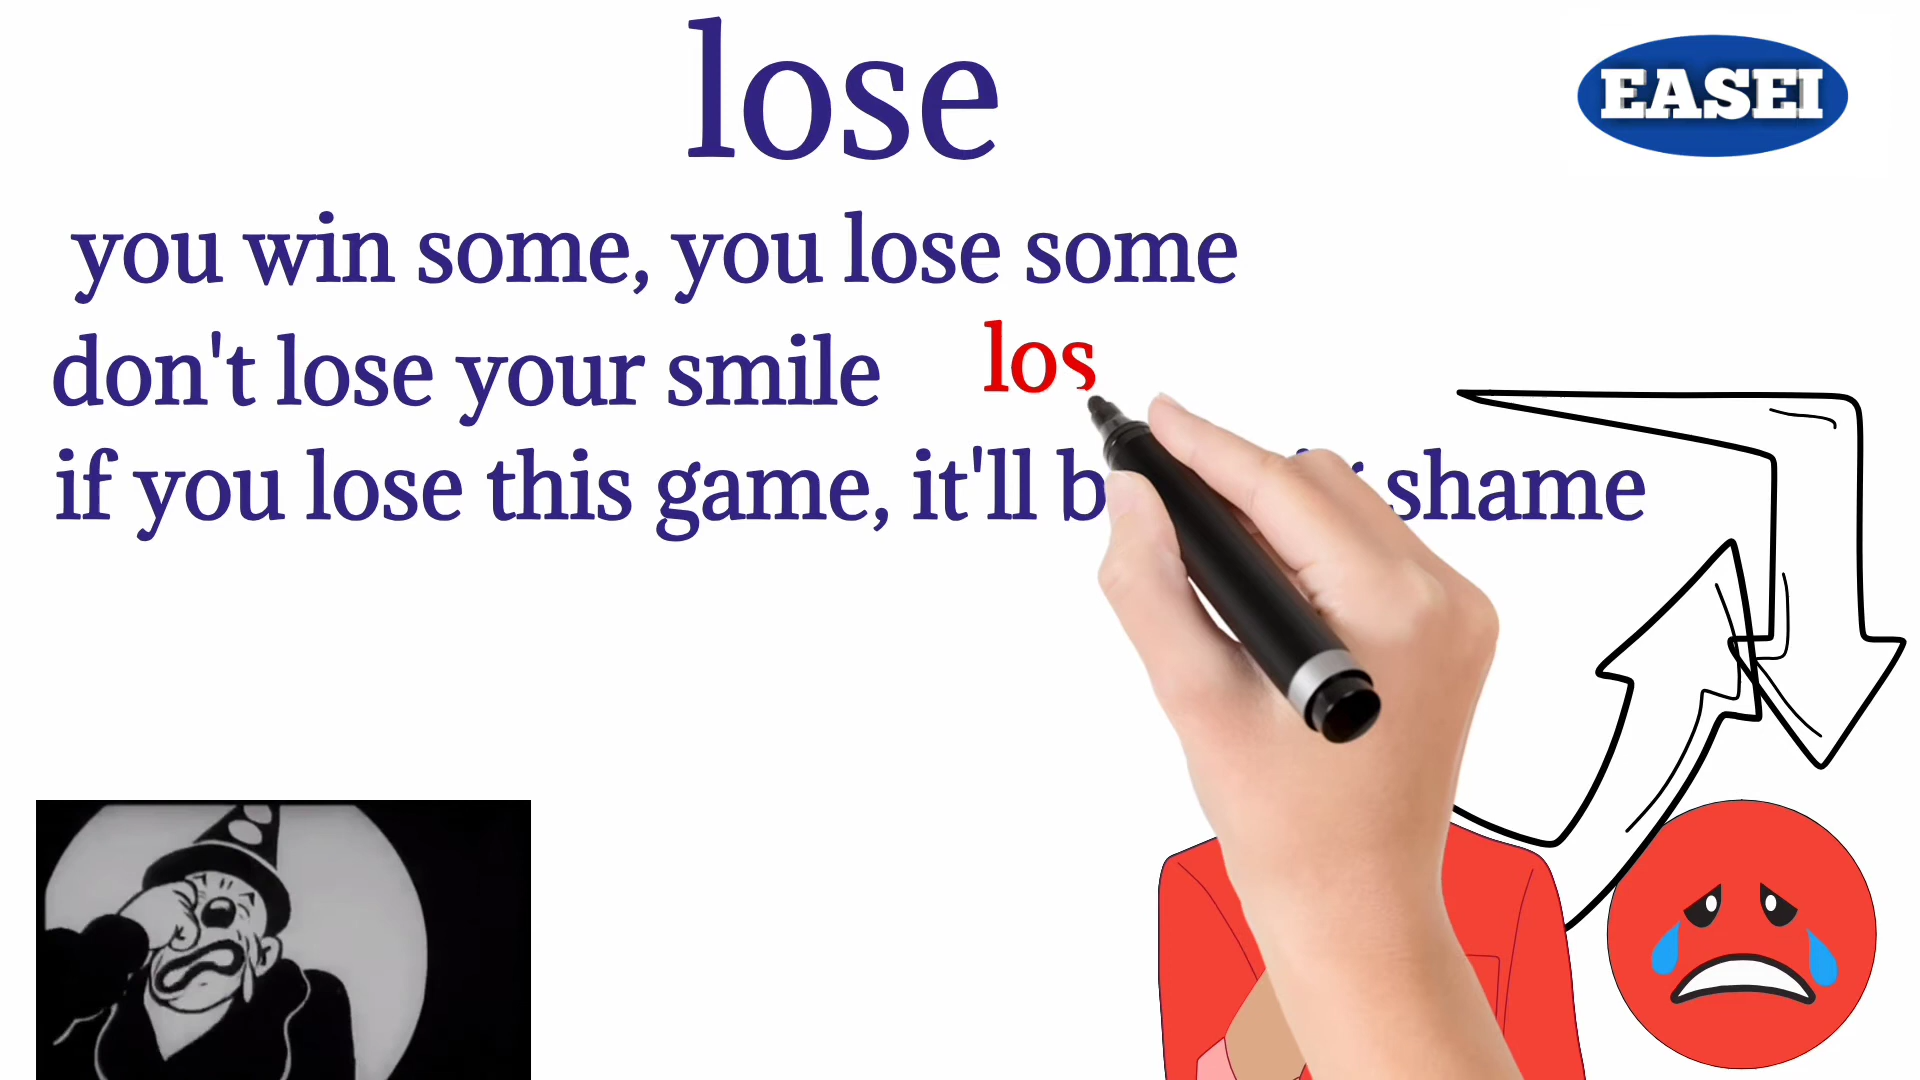 lose
EASEI
you win some, you lose some
don't lose your smile
los
if you lose this game, it'll shame